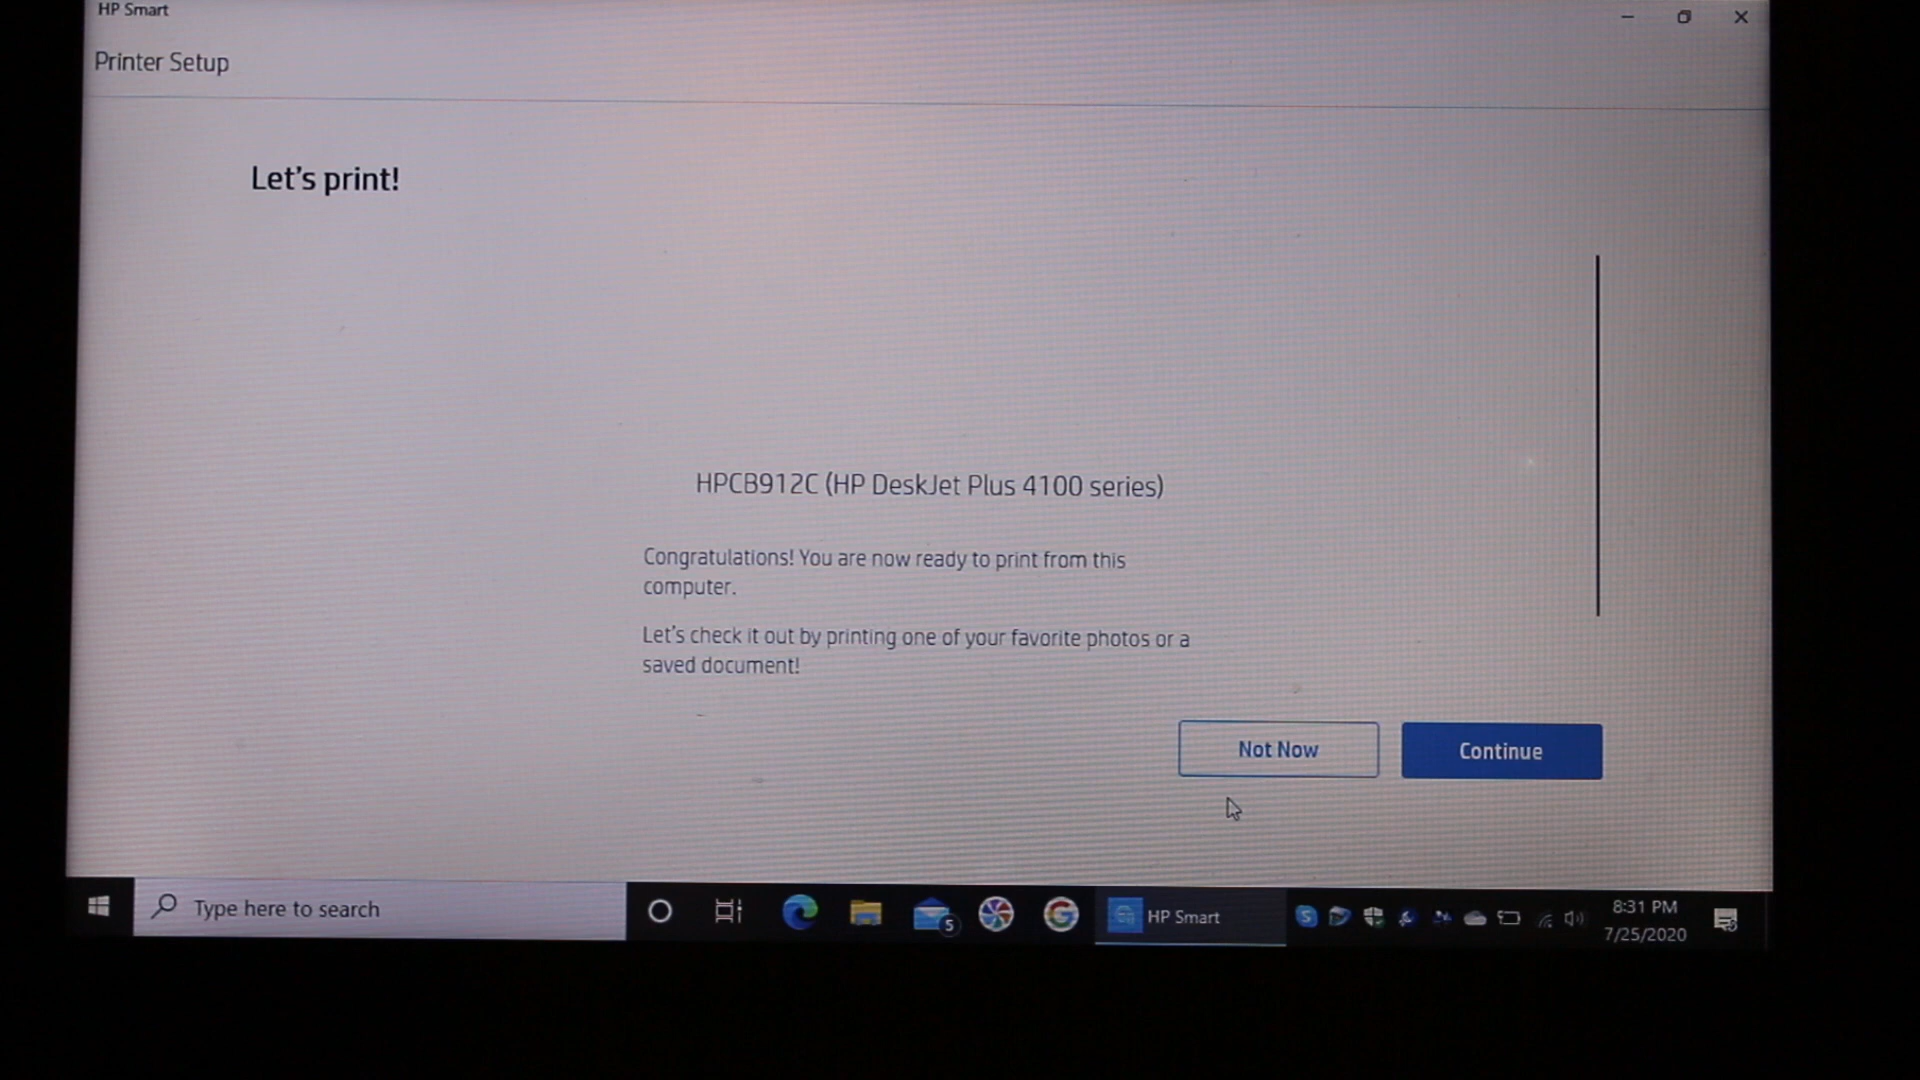 HP Smart
Printer Setup
Let's print!
HPCB912C (HP DeskJet Plus 4100 series)
Congratulations! You are now ready to print from this
computer.
Let's check it out by printing one of your favorite photos or a
saved document!
Not Now
Continue
Type here to search
5
HP Smart
8:31 PM
7/25/2020